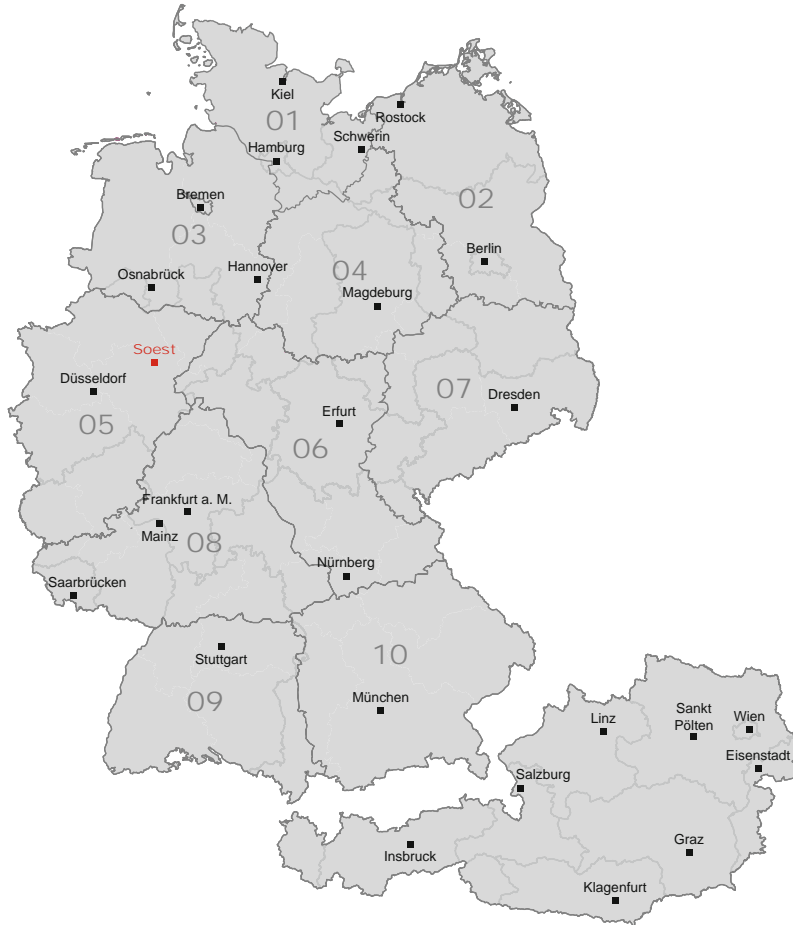 Kiel
01
Rostock
Schwerin
Hamburg
Bremen
02
03
Berlin
04
Hannover
Osnabrück
Magdeburg
Soest
Düsseldorf
07
Dresden
Erfurt
05
06
Frankfurt a. M.
Mainz
08
Nürnberg
Saarbrücken
10
Stuttgart
09
München
Sankt
Pölten
Linz
Wien
Eisenstadt
Salzburg
Graz
Insbruck
Klagenfurt